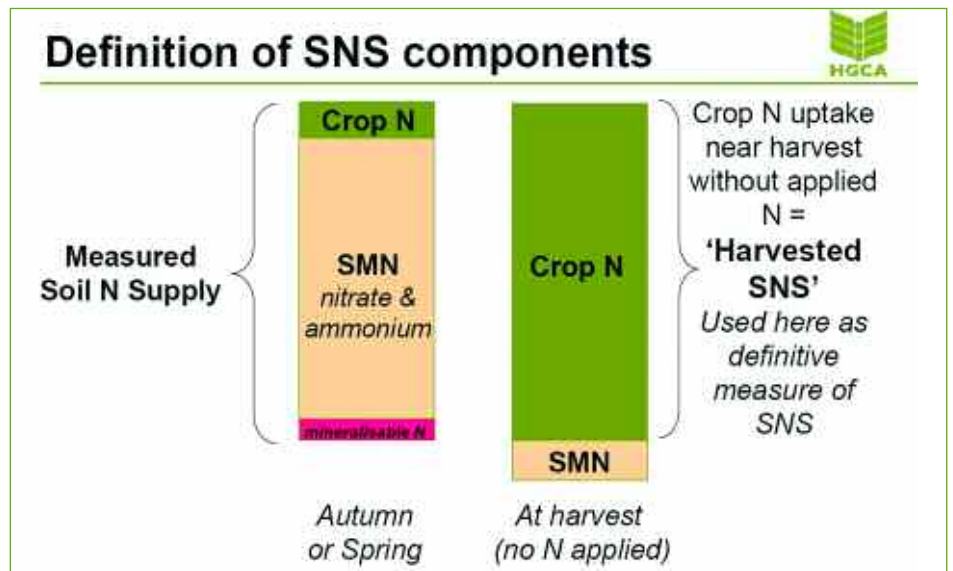 Definition of SNS components
HGCA
Measured
Soil N Supply
Crop N
SMN
nitrate &
ammonium
mineralisable N
Autumn
or Spring
Crop N
SMN
At harvest
(no N applied)
Crop N uptake
near harvest
without applied
N =
‘Harvested
SNS’
Used here as
definitive
measure of
SNS